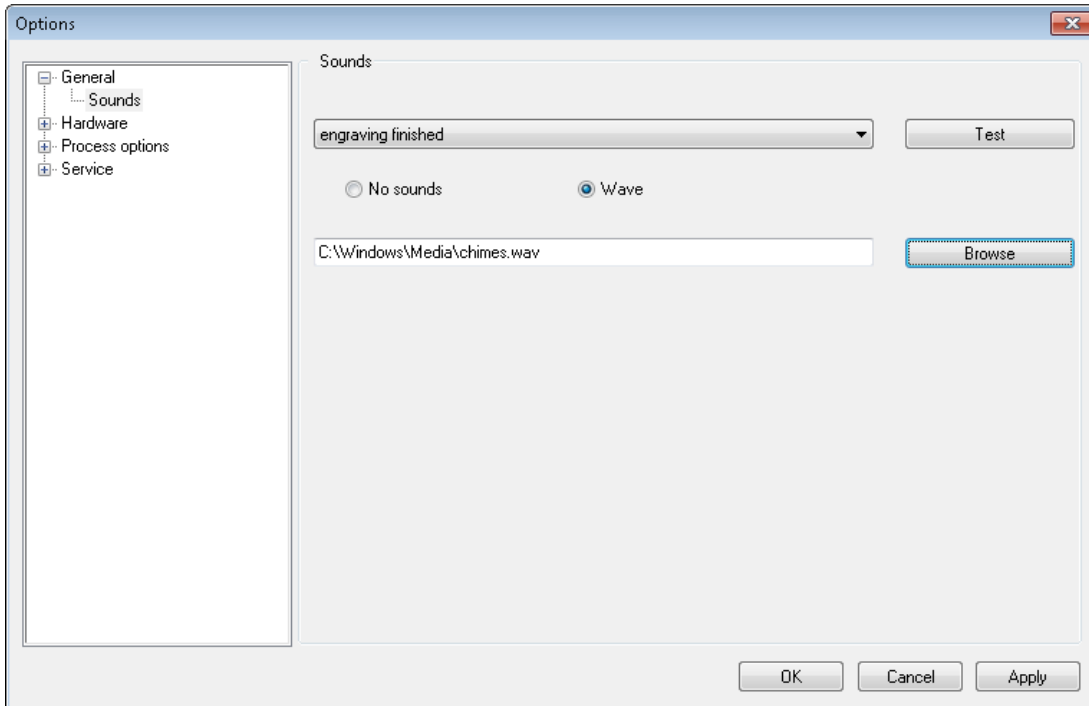 Options
General
Sounds
Hardware
Process options
Service
Sounds
engraving finished
Test
No sounds
Wave
C:\Windows\Media\chimes.wav
Browse
OK
Cancel
Apply